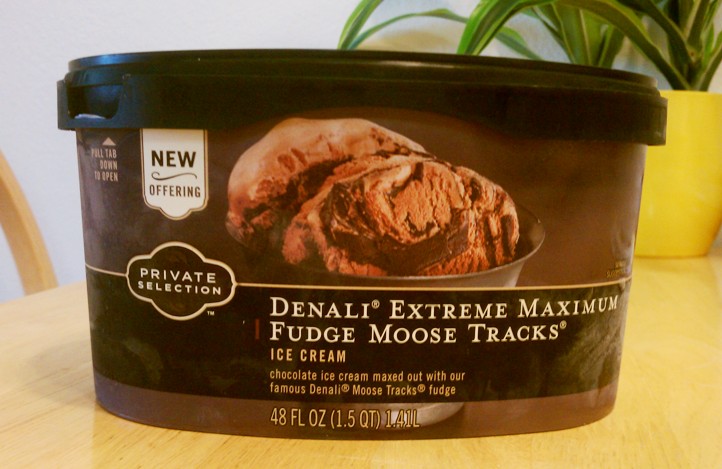 PULL TAB
DOWN
TO OPEN
NEW
OFFERING
PRIVATE
SELECTION
™
DENALI® EXTREME MAXIMUM
FUDGE MOOSE TRACKS®
ICE CREAM
chocolate ice cream maxed out with our
famous Denali® Moose Tracks® fudge
48 FL OZ (1.5 QT) 1.41L